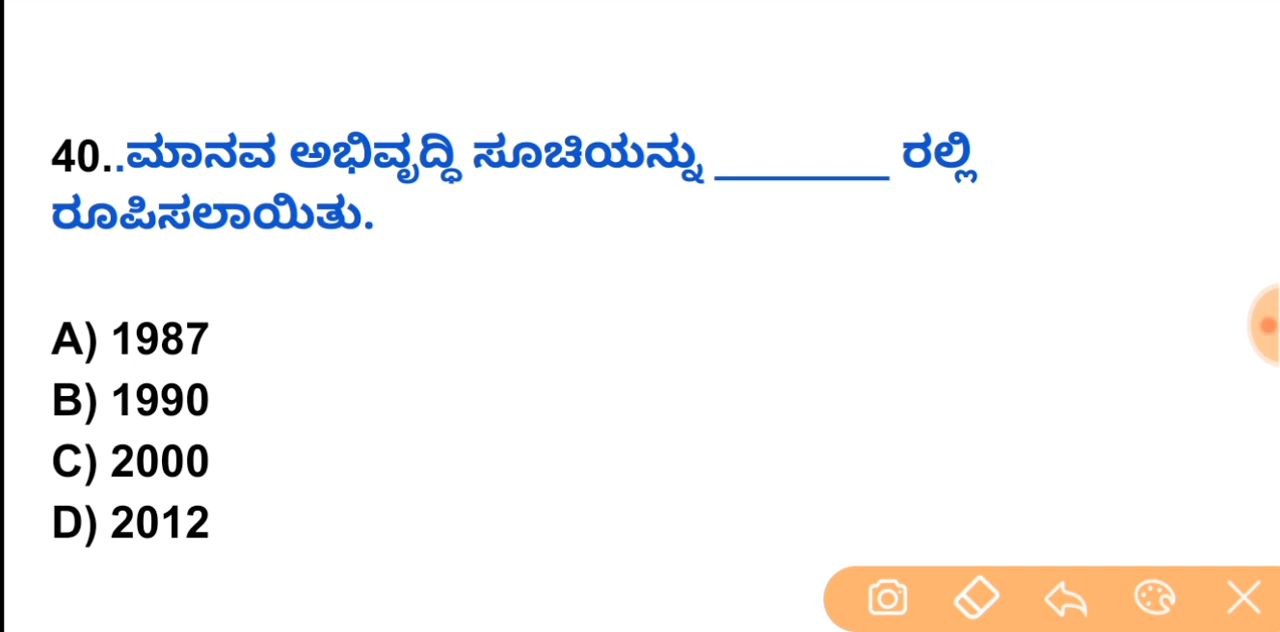 40..ಮಾನವ ಅಭಿವೃದ್ಧಿ ಸೂಚಿಯನ್ನು ________ ರಲ್ಲಿ
ರೂಪಿಸಲಾಯಿತು.
A) 1987
B) 1990
C) 2000
D) 2012